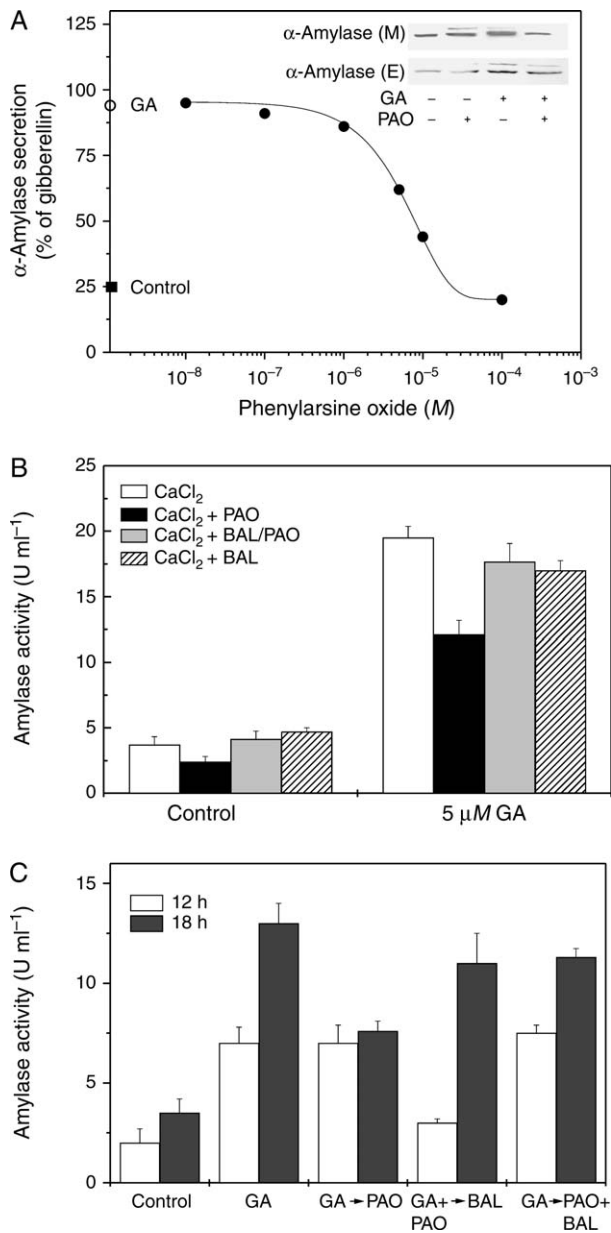 A
α-Amylase secretion
(% of gibberellin)
125
100
75
50
25
0
GA
Control
α-Amylase (M)
α-Amylase (E)
GA – – + +
PAO – + – +
10⁻⁸ 10⁻⁷ 10⁻⁶ 10⁻⁵ 10⁻⁴ 10⁻³
Phenylarsine oxide (M)
B
Amylase activity (U ml⁻¹)
25
20
15
10
5
0
CaCl₂
CaCl₂ + PAO
CaCl₂ + BAL/PAO
CaCl₂ + BAL
Control 5 μM GA
C
Amylase activity (U ml⁻¹)
15
10
5
0
12 h
18 h
Control GA GA→PAO GA+→BAL GA→PAO+
PAO BAL